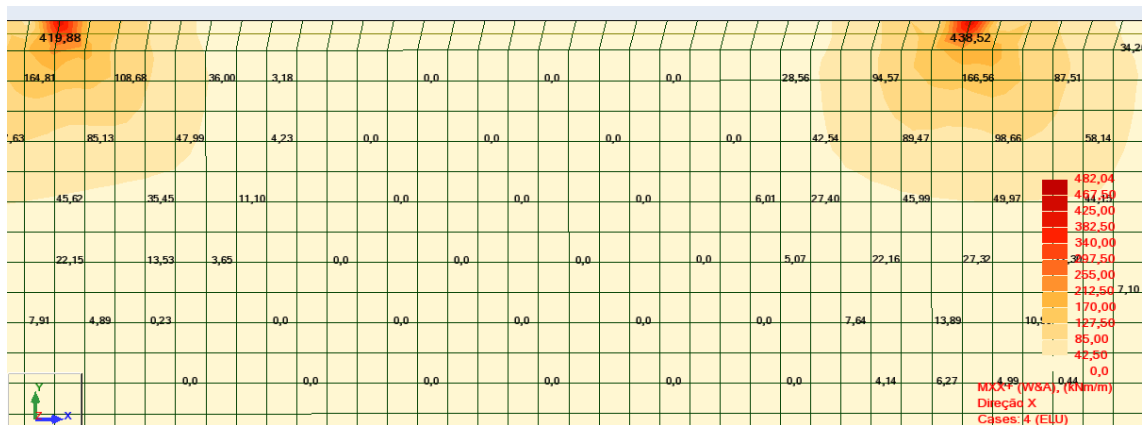 419,88 438,52
34,2
164,81 108,68 36,00 3,18 0,0 0,0 0,0 28,56 94,57 166,56 87,51
,63 85,13 47,99 4,23 0,0 0,0 0,0 0,0 42,54 89,47 98,66 58,14
482,04
467,50
45,62 35,45 11,10 0,0 0,0 0,0 6,01 27,40 45,99 49,97
425,00
382,50
340,00
22,15 13,53 3,65 0,0 0,0 0,0 0,0 5,07 22,16 27,32
297,50
255,00
212,50 7,10
170,00
7,91 4,89 0,23 0,0 0,0 0,0 0,0 0,0 7,64 13,89
127,50
85,00
42,50
0,0
0,0 0,0 0,0 0,0 0,0 0,0 4,14 6,27 4,99 0,44
MXX+ (W&A), (kNm/m)
Direção X
Cases: 4 (ELU)
Y
Z X